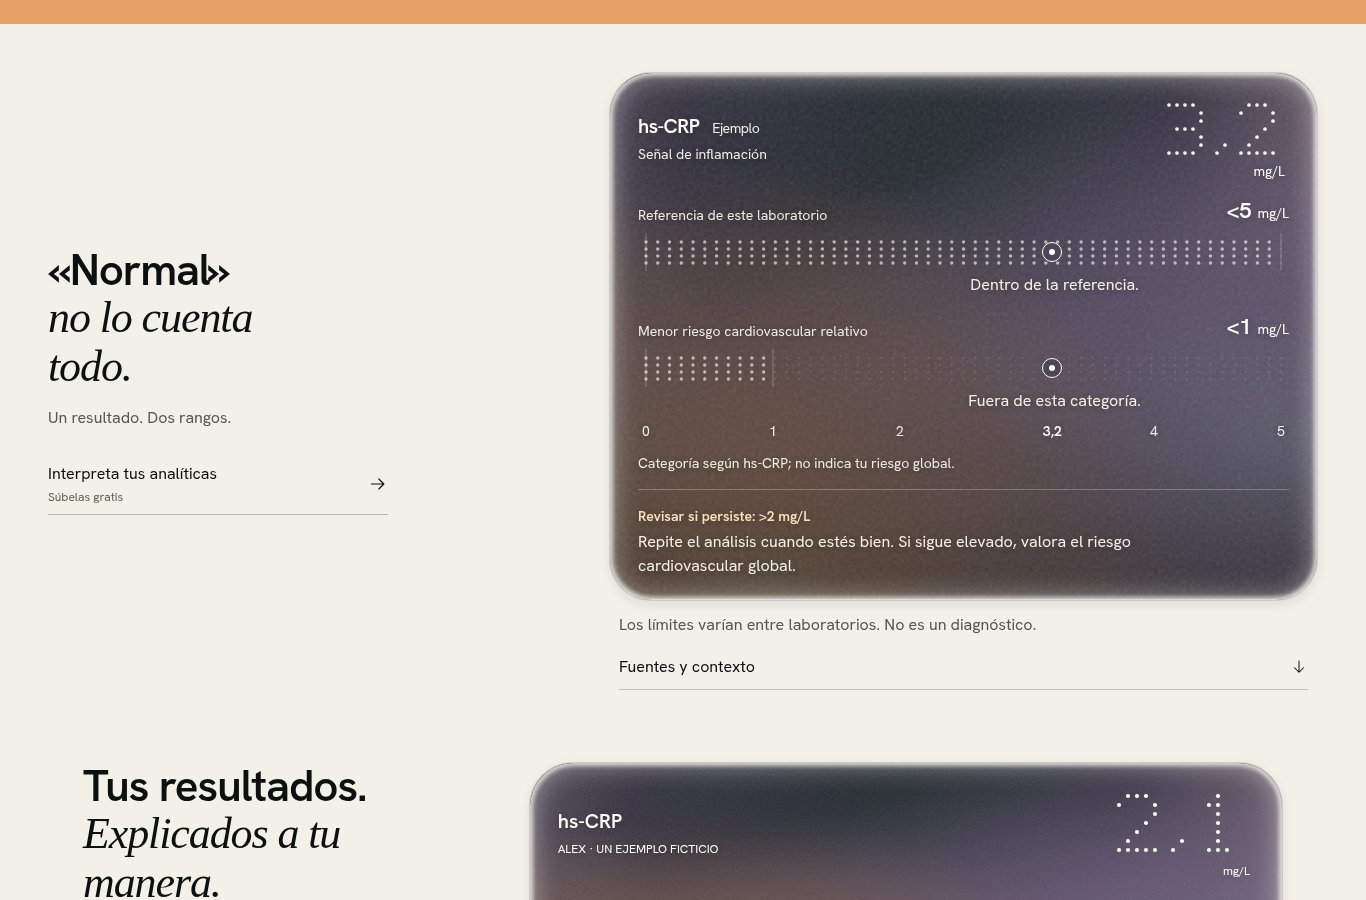 «Normal»
no lo cuenta
todo.
Un resultado. Dos rangos.
Interpreta tus analíticas
Súbelas gratis
hs-CRP Ejemplo
Señal de inflamación
3,2
mg/L
Referencia de este laboratorio
<5 mg/L
Dentro de la referencia.
Menor riesgo cardiovascular relativo
<1 mg/L
Fuera de esta categoría.
0 1 2 3,2 4 5
Categoría según hs-CRP; no indica tu riesgo global.
Revisar si persiste: >2 mg/L
Repite el análisis cuando estés bien. Si sigue elevado, valora el riesgo
cardiovascular global.
Los límites varían entre laboratorios. No es un diagnóstico.
Fuentes y contexto
Tus resultados.
Explicados a tu
manera.
hs-CRP
ALEX · UN EJEMPLO FICTICIO
2,1
mg/L